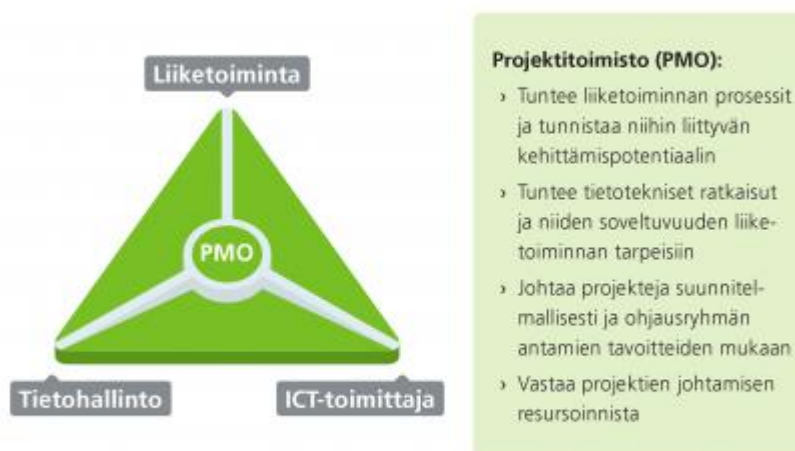 Liiketoiminta
PMO
Tietohallinto
ICT-toimittaja
Projektitoimisto (PMO):
› Tuntee liiketoiminnan prosessit
ja tunnistaa niihin liittyvän
kehittämispotentiaalin
› Tuntee tietotekniset ratkaisut
ja niiden soveltuvuuden liike-
toiminnan tarpeisiin
› Johtaa projekteja suunnitel-
mallisesti ja ohjausryhmän
antamien tavoitteiden mukaan
› Vastaa projektien johtamisen
resursoinnista